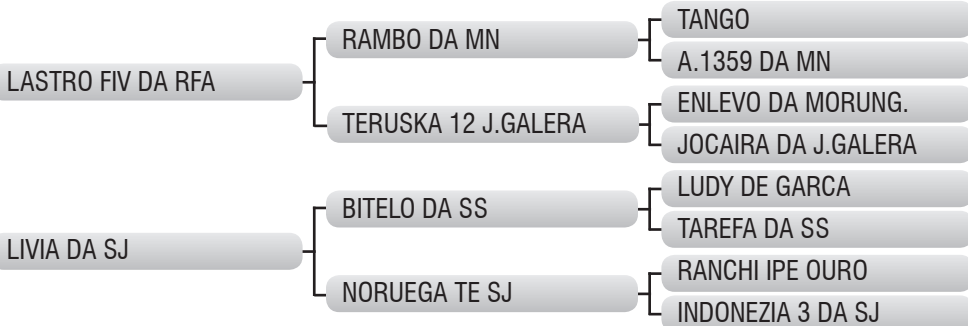 LASTRO FIV DA RFA
RAMBO DA MN
TANGO
A.1359 DA MN
TERUSKA 12 J.GALERA
ENLEVO DA MORUNG.
JOCAIRA DA J.GALERA
LIVIA DA SJ
BITELO DA SS
LUDY DE GARCA
TAREFA DA SS
NORUEGA TE SJ
RANCHI IPE OURO
INDONEZIA 3 DA SJ